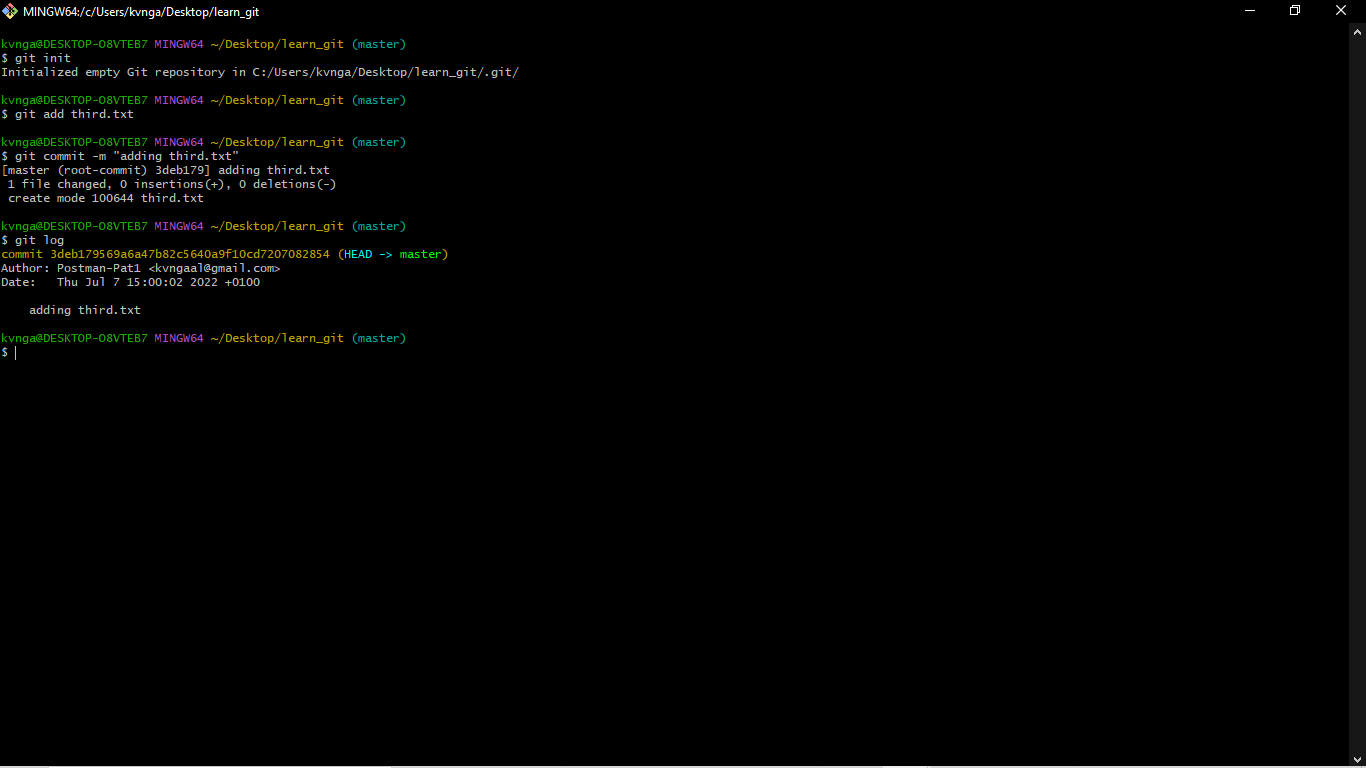 MINGW64:/c/Users/kvnga/Desktop/learn_git
kvnga@DESKTOP-O8VTEB7 MINGW64 ~/Desktop/learn_git (master)
$ git init
Initialized empty Git repository in C:/Users/kvnga/Desktop/learn_git/.git/
kvnga@DESKTOP-O8VTEB7 MINGW64 ~/Desktop/learn_git (master)
$ git add third.txt
kvnga@DESKTOP-O8VTEB7 MINGW64 ~/Desktop/learn_git (master)
$ git commit -m "adding third.txt"
[master (root-commit) 3deb179] adding third.txt
 1 file changed, 0 insertions(+), 0 deletions(-)
 create mode 100644 third.txt
kvnga@DESKTOP-O8VTEB7 MINGW64 ~/Desktop/learn_git (master)
$ git log
commit 3deb179569a6a47b82c5640a9f10cd7207082854 (HEAD -> master)
Author: Postman-Pat1 <kvngaal@gmail.com>
Date:   Thu Jul 7 15:00:02 2022 +0100
    adding third.txt
kvnga@DESKTOP-O8VTEB7 MINGW64 ~/Desktop/learn_git (master)
$